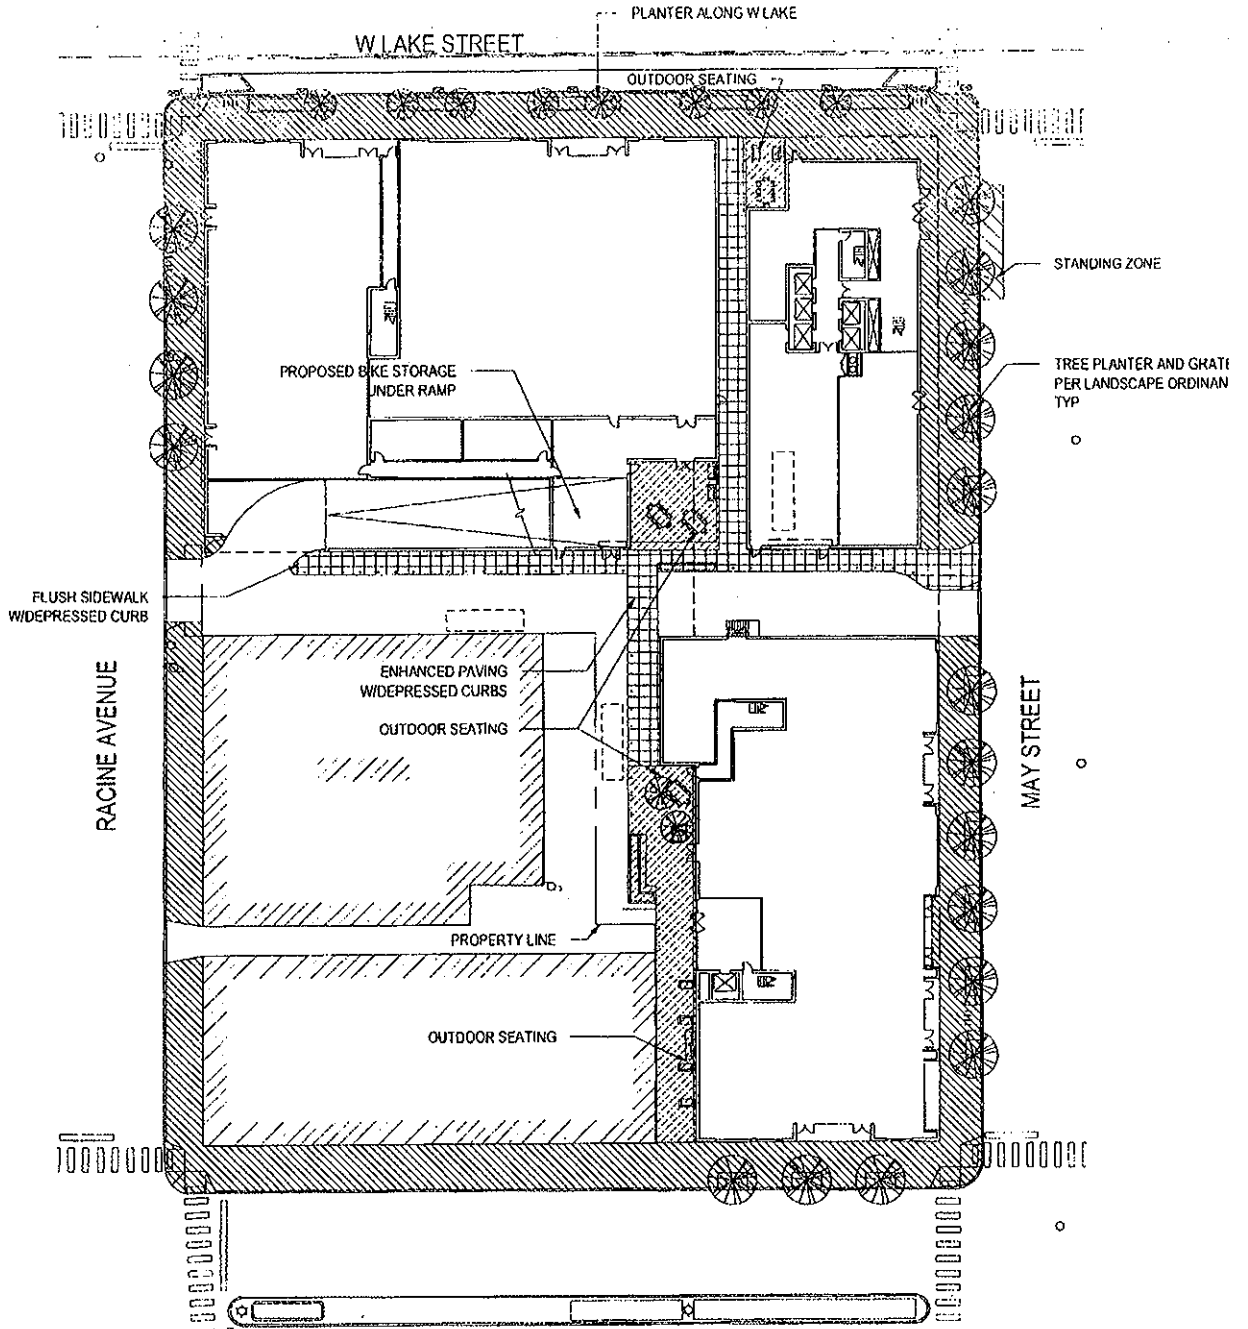 PLANTER ALONG W LAKE
W LAKE STREET
OUTDOOR SEATING
STANDING ZONE
PROPOSED BIKE STORAGE
UNDER RAMP
TREE PLANTER AND GRATE
PER LANDSCAPE ORDINAN
TYP
FLUSH SIDEWALK
W/DEPRESSED CURB
ENHANCED PAVING
W/DEPRESSED CURBS
OUTDOOR SEATING
RACINE AVENUE
MAY STREET
PROPERTY LINE
OUTDOOR SEATING